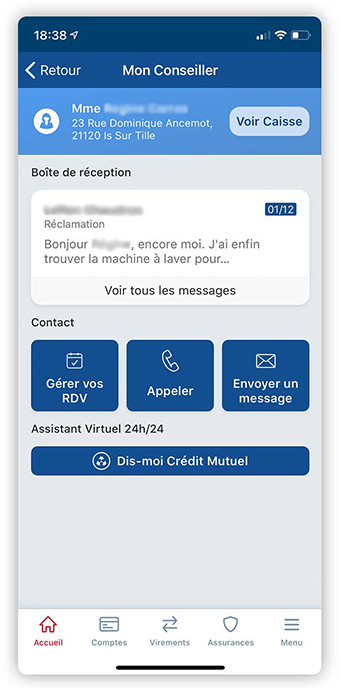 18:38
Retour
Mon Conseiller
Mme
23 Rue Dominique Ancemot,
21120 Is Sur Tille
Voir Caisse
Boîte de réception
01/12
Réclamation
Bonjour , encore moi. J'ai enfin
trouver la machine à laver pour...
Voir tous les messages
Contact
Gérer vos
RDV
Appeler
Envoyer un
message
Assistant Virtuel 24h/24
Dis-moi Crédit Mutuel
Accueil
Comptes
Virements
Assurances
Menu